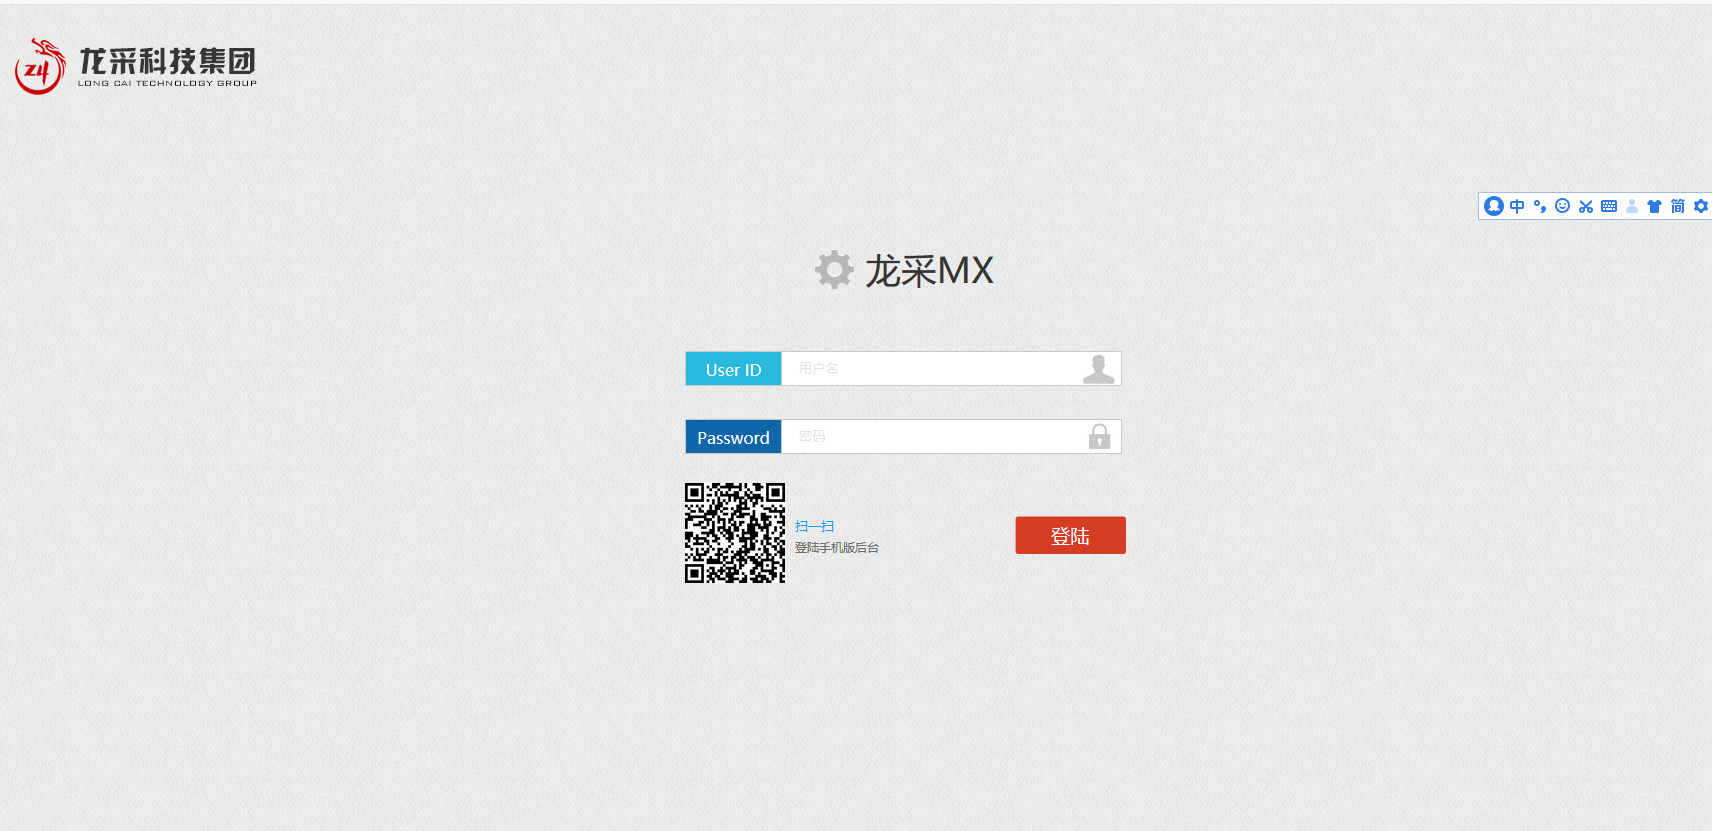 龙采科技集团
LONG CAI TECHNOLOGY GROUP
中 简
龙采MX
User ID 用户名
Password 密码
扫一扫
登陆手机版后台
登陆